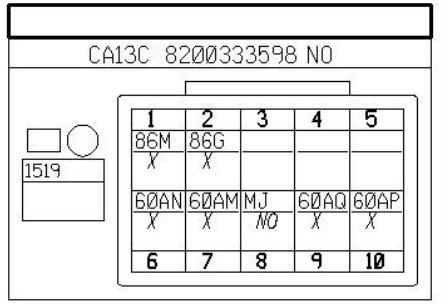 CA13C 8200333598 NO
1 2 3 4 5
86M 86G
X X
1519
60AN 60AM MJ 60AQ 60AP
X X NO X X
6 7 8 9 10